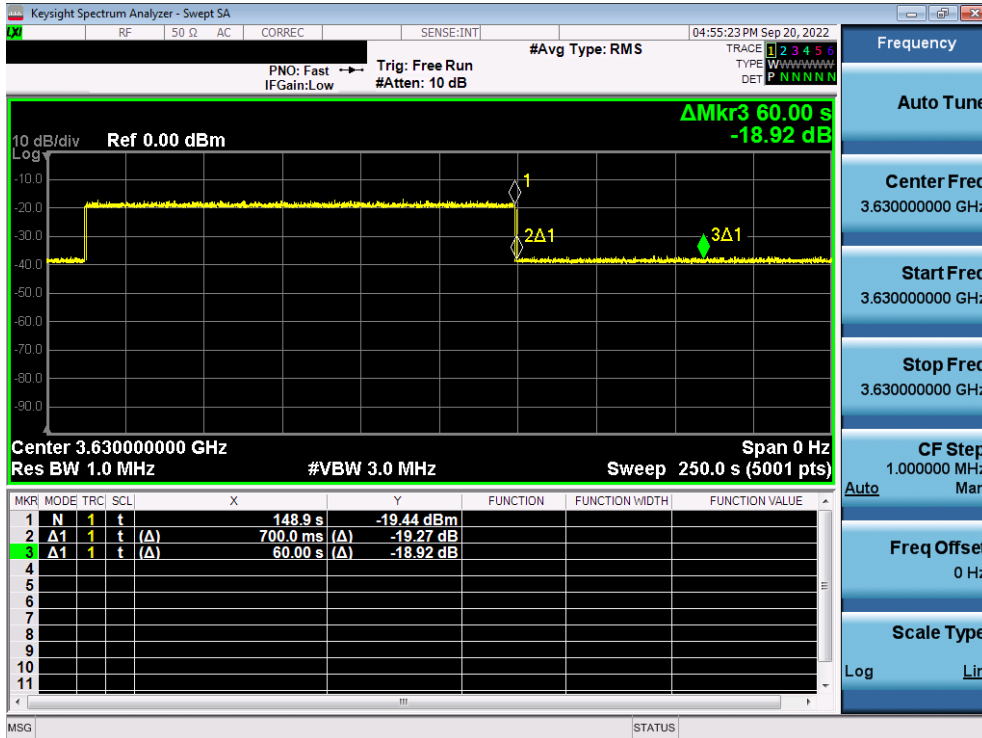 Keysight Spectrum Analyzer - Swept SA
LXI RF 50 Ω AC CORREC SENSE:INT 04:55:23 PM Sep 20, 2022
#Avg Type: RMS TRACE 1 2 3 4 5 6
PNO: Fast Trig: Free Run TYPE WWWWWW
IFGain:Low #Atten: 10 dB DET P N N N N N
ΔMkr3 60.00 s
-18.92 dB
10 dB/div Ref 0.00 dBm
Log
-10.0
-20.0
-30.0
-40.0
-50.0
-60.0
-70.0
-80.0
-90.0
1
2Δ1
3Δ1
Center 3.630000000 GHz Span 0 Hz
Res BW 1.0 MHz #VBW 3.0 MHz Sweep 250.0 s (5001 pts)
MKR MODE TRC SCL X Y FUNCTION FUNCTION WIDTH FUNCTION VALUE
1 N 1 t 148.9 s -19.44 dBm
2 Δ1 1 t (Δ) 700.0 ms (Δ) -19.27 dB
3 Δ1 1 t (Δ) 60.00 s (Δ) -18.92 dB
4
5
6
7
8
9
10
11
MSG STATUS
Frequency
Auto Tune
Center Freq
3.630000000 GHz
Start Freq
3.630000000 GHz
Stop Freq
3.630000000 GHz
CF Step
1.000000 MHz
Auto Man
Freq Offset
0 Hz
Scale Type
Log Lin